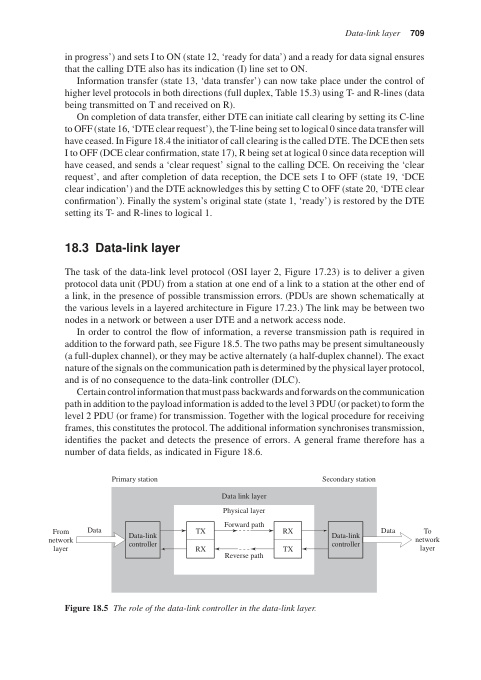 Data-link layer 709
in progress’) and sets I to ON (state 12, ‘ready for data’) and a ready for data signal ensures
that the calling DTE also has its indication (I) line set to ON.
Information transfer (state 13, ‘data transfer’) can now take place under the control of
higher level protocols in both directions (full duplex, Table 15.3) using T- and R-lines (data
being transmitted on T and received on R).
On completion of data transfer, either DTE can initiate call clearing by setting its C-line
to OFF (state 16, ‘DTE clear request’), the T-line being set to logical 0 since data transfer will
have ceased. In Figure 18.4 the initiator of call clearing is the called DTE. The DCE then sets
I to OFF (DCE clear confirmation, state 17), R being set at logical 0 since data reception will
have ceased, and sends a ‘clear request’ signal to the calling DCE. On receiving the ‘clear
request’, and after completion of data reception, the DCE sets I to OFF (state 19, ‘DCE
clear indication’) and the DTE acknowledges this by setting C to OFF (state 20, ‘DTE clear
confirmation’). Finally the system’s original state (state 1, ‘ready’) is restored by the DTE
setting its T- and R-lines to logical 1.
18.3 Data-link layer
The task of the data-link level protocol (OSI layer 2, Figure 17.23) is to deliver a given
protocol data unit (PDU) from a station at one end of a link to a station at the other end of
a link, in the presence of possible transmission errors. (PDUs are shown schematically at
the various levels in a layered architecture in Figure 17.23.) The link may be between two
nodes in a network or between a user DTE and a network access node.
In order to control the flow of information, a reverse transmission path is required in
addition to the forward path, see Figure 18.5. The two paths may be present simultaneously
(a full-duplex channel), or they may be active alternately (a half-duplex channel). The exact
nature of the signals on the communication path is determined by the physical layer protocol,
and is of no consequence to the data-link controller (DLC).
Certain control information that must pass backwards and forwards on the communication
path in addition to the payload information is added to the level 3 PDU (or packet) to form the
level 2 PDU (or frame) for transmission. Together with the logical procedure for receiving
frames, this constitutes the protocol. The additional information synchronises transmission,
identifies the packet and detects the presence of errors. A general frame therefore has a
number of data fields, as indicated in Figure 18.6.
Primary station
Secondary station
Data link layer
Physical layer
From
network
layer
Data
Data-link
controller
TX
RX
Forward path
Reverse path
RX
TX
Data-link
controller
Data
To
network
layer
Figure 18.5 The role of the data-link controller in the data-link layer.